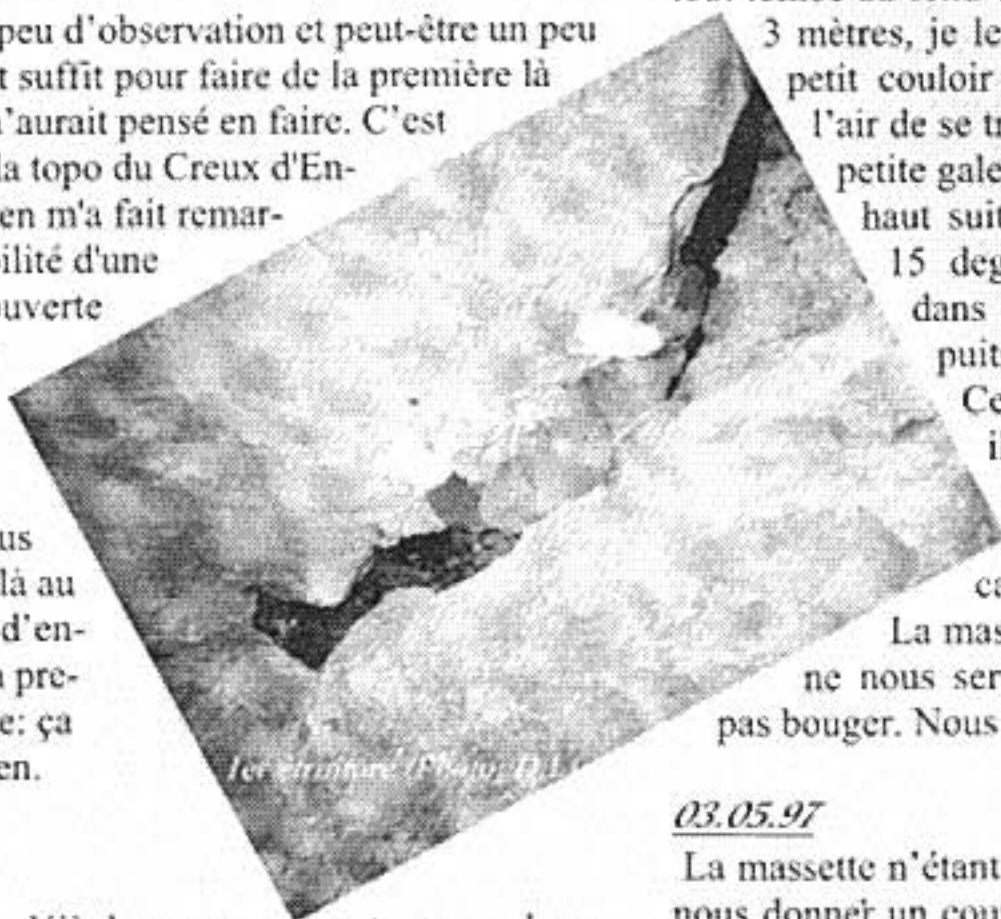 peu d'observation et peut-être un peu
t suffit pour faire de la première là
n'aurait pensé en faire. C'est
la topo du Creux d'En-
en m'a fait remar-
bilité d'une
ouverte
us
là au
d'en-
pre-
e: ça
en.
3 mètres, je le
petit couloir
l'air de se
petite gale
haut suit
15 deg
dans
puit
Ce
ca
La mas
ne nous ser
pas bouger. Nous
03.05.97
La massette n'étant
nous donner un cou
1er